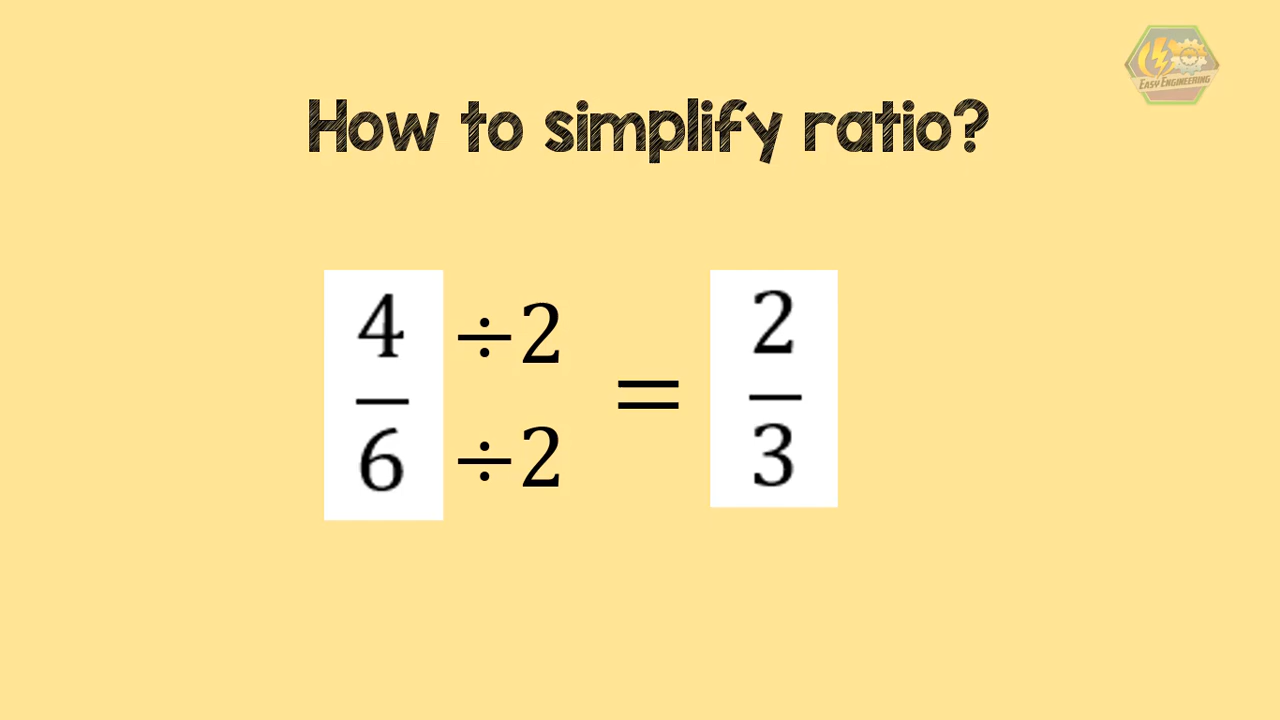 EASY ENGINEERING
How to simplify ratio?
4 ÷2
6 ÷2
=
2
3